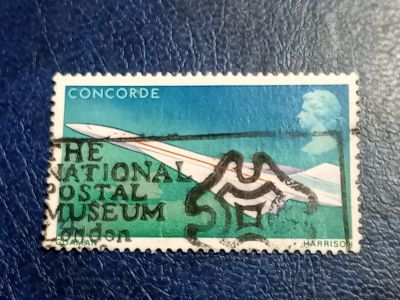 CONCORDE
THE
NATIONAL
POSTAL
MUSEUM
London
HARRISON